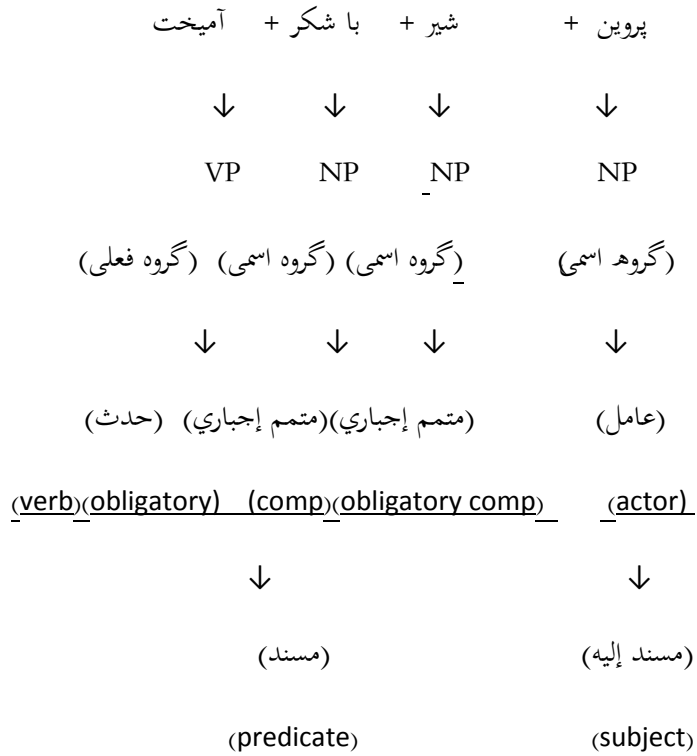 پروین + شیر + با شکر + آمیخت
↓ ↓ ↓ ↓
VP NP NP NP
(گروهـ اسمی) (گروه اسمی) (گروه اسمی) (گروه فعلی)
↓ ↓ ↓ ↓
(عامل) (متمم إجباري)(متمم إجباري) (حدث)
(verb)(obligatory) (comp)(obligatory comp) (actor)
↓ ↓
(مسند إليه) (مسند)
(predicate) (subject)